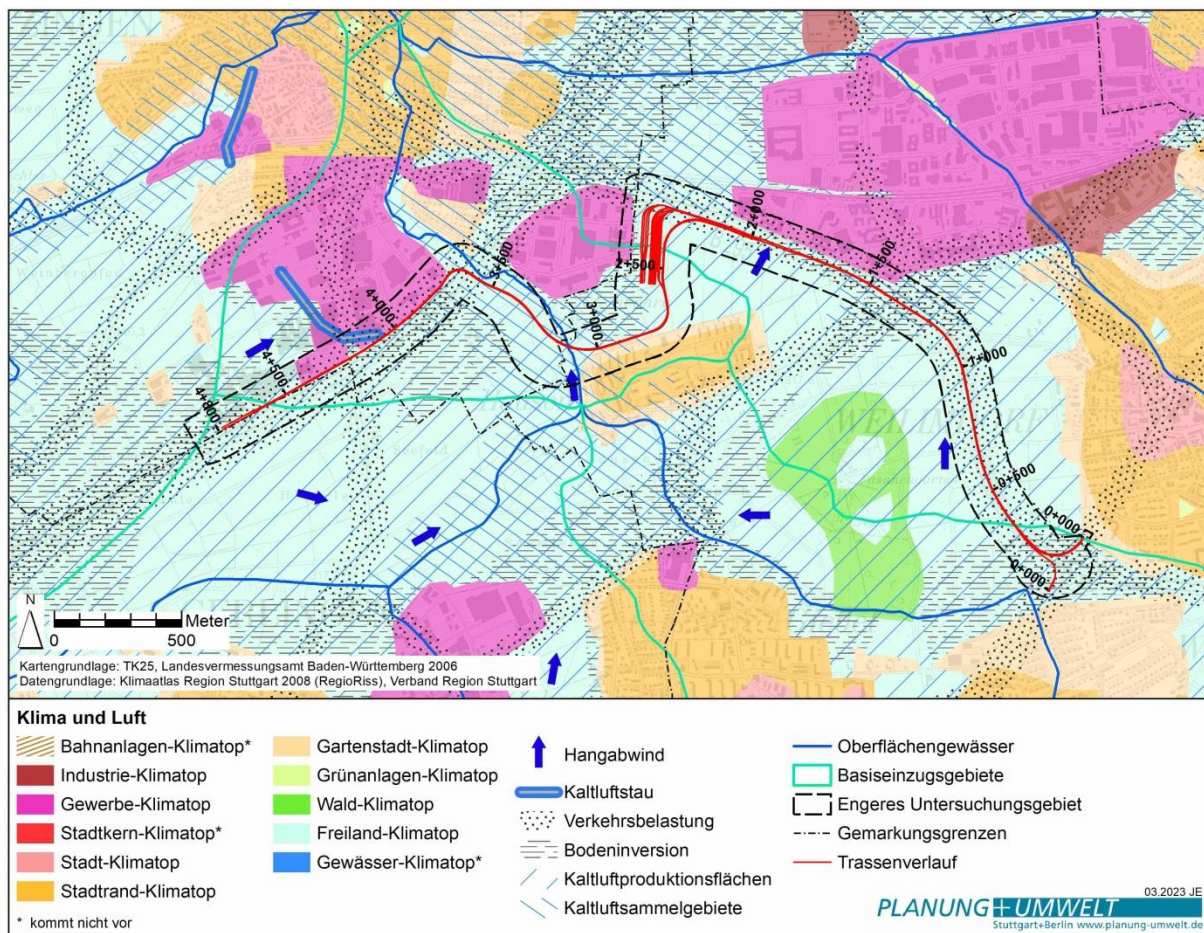 2+000
1+500
2+500
3+500
3+000
4+000
4+500
4+800
1+000
0+500
0+000
0+000
N
Meter
0 500
Kartengrundlage: TK25, Landesvermessungsamt Baden-Württemberg 2006
Datengrundlage: Klimaatlas Region Stuttgart 2008 (RegioRiss), Verband Region Stuttgart
Klima und Luft
Bahnanlagen-Klimatop*
Industrie-Klimatop
Gewerbe-Klimatop
Stadtkern-Klimatop*
Stadt-Klimatop
Stadtrand-Klimatop
* kommt nicht vor
Gartenstadt-Klimatop
Grünanlagen-Klimatop
Wald-Klimatop
Freiland-Klimatop
Gewässer-Klimatop*
Hangabwind
Kaltluftstau
Verkehrsbelastung
Bodeninversion
Kaltluftproduktionsflächen
Kaltluftsammelgebiete
Oberflächengewässer
Basiseinzugsgebiete
Engeres Untersuchungsgebiet
Gemarkungsgrenzen
Trassenverlauf
03.2023 JE
PLANUNG+UMWELT
Stuttgart+Berlin www.planung-umwelt.de